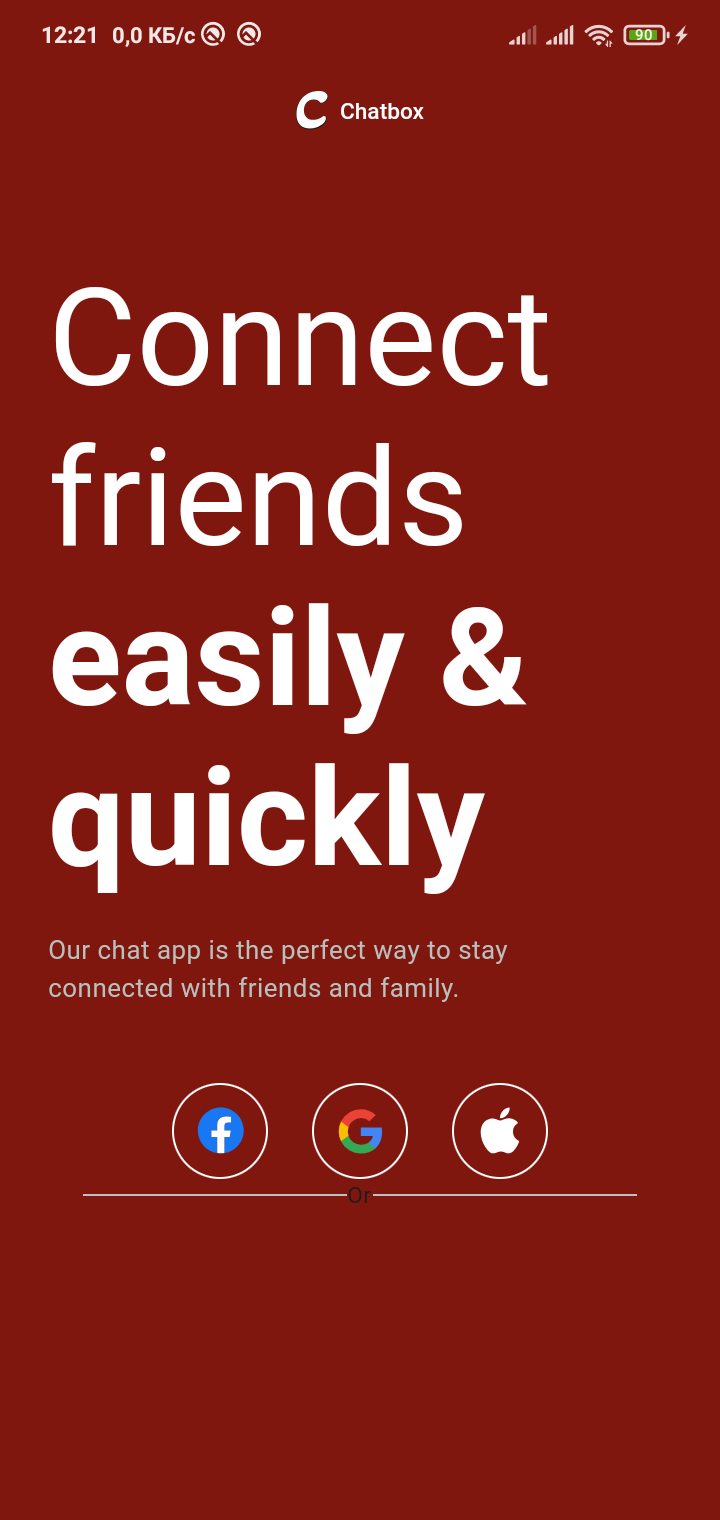 12:21 0,0 КБ/с 90
Chatbox
Connect
friends
easily &
quickly
Our chat app is the perfect way to stay
connected with friends and family.
Or